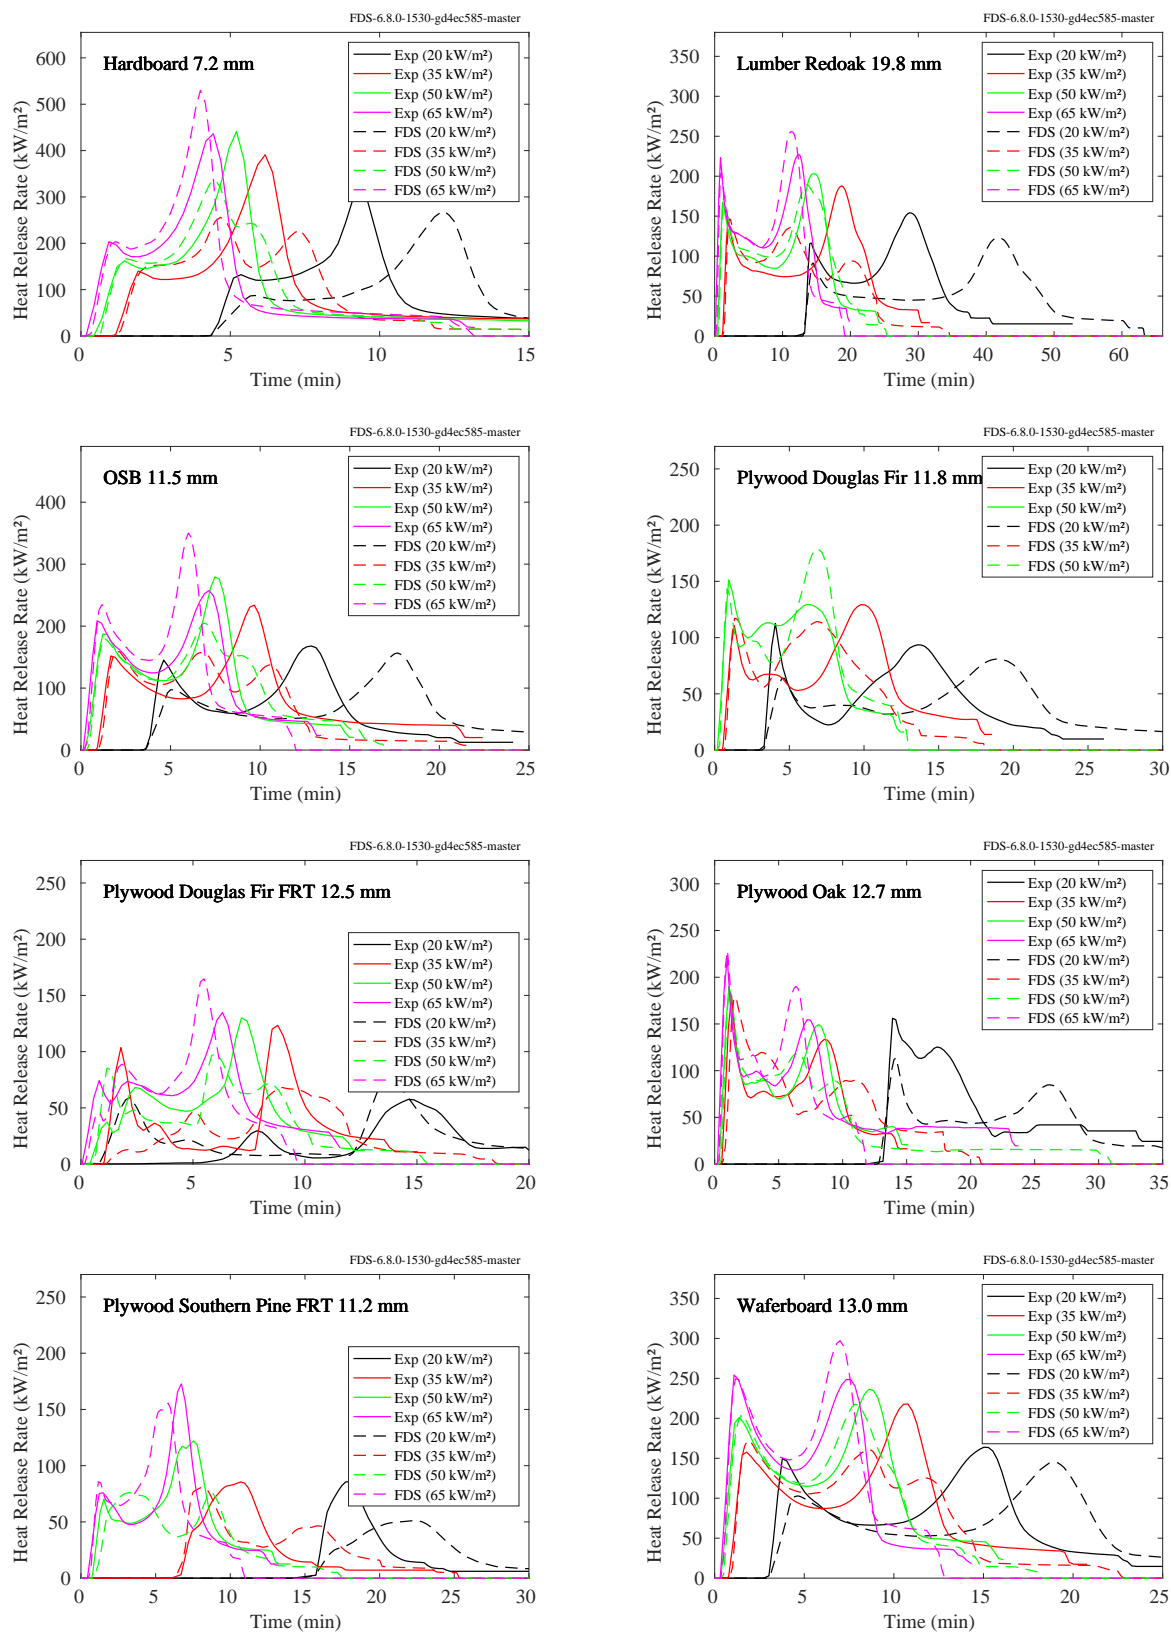 FDS-6.8.0-1530-gd4ec585-master
Hardboard 7.2 mm
Heat Release Rate (kW/m²)
600
500
400
300
200
100
0
Exp (20 kW/m²)
Exp (35 kW/m²)
Exp (50 kW/m²)
Exp (65 kW/m²)
FDS (20 kW/m²)
FDS (35 kW/m²)
FDS (50 kW/m²)
FDS (65 kW/m²)
0 5 10 15
Time (min)
FDS-6.8.0-1530-gd4ec585-master
Lumber Redoak 19.8 mm
Heat Release Rate (kW/m²)
350
300
250
200
150
100
50
0
Exp (20 kW/m²)
Exp (35 kW/m²)
Exp (50 kW/m²)
Exp (65 kW/m²)
FDS (20 kW/m²)
FDS (35 kW/m²)
FDS (50 kW/m²)
FDS (65 kW/m²)
0 10 20 30 40 50 60
Time (min)
FDS-6.8.0-1530-gd4ec585-master
OSB 11.5 mm
Heat Release Rate (kW/m²)
400
300
200
100
0
Exp (20 kW/m²)
Exp (35 kW/m²)
Exp (50 kW/m²)
Exp (65 kW/m²)
FDS (20 kW/m²)
FDS (35 kW/m²)
FDS (50 kW/m²)
FDS (65 kW/m²)
0 5 10 15 20 25
Time (min)
FDS-6.8.0-1530-gd4ec585-master
Plywood Douglas Fir 11.8 mm
Heat Release Rate (kW/m²)
250
200
150
100
50
0
Exp (20 kW/m²)
Exp (35 kW/m²)
Exp (50 kW/m²)
FDS (20 kW/m²)
FDS (35 kW/m²)
FDS (50 kW/m²)
0 5 10 15 20 25 30
Time (min)
FDS-6.8.0-1530-gd4ec585-master
Plywood Douglas Fir FRT 12.5 mm
Heat Release Rate (kW/m²)
250
200
150
100
50
0
Exp (20 kW/m²)
Exp (35 kW/m²)
Exp (50 kW/m²)
Exp (65 kW/m²)
FDS (20 kW/m²)
FDS (35 kW/m²)
FDS (50 kW/m²)
FDS (65 kW/m²)
0 5 10 15 20
Time (min)
FDS-6.8.0-1530-gd4ec585-master
Plywood Oak 12.7 mm
Heat Release Rate (kW/m²)
300
250
200
150
100
50
0
Exp (20 kW/m²)
Exp (35 kW/m²)
Exp (50 kW/m²)
Exp (65 kW/m²)
FDS (20 kW/m²)
FDS (35 kW/m²)
FDS (50 kW/m²)
FDS (65 kW/m²)
0 5 10 15 20 25 30 35
Time (min)
FDS-6.8.0-1530-gd4ec585-master
Plywood Southern Pine FRT 11.2 mm
Heat Release Rate (kW/m²)
250
200
150
100
50
0
Exp (20 kW/m²)
Exp (35 kW/m²)
Exp (50 kW/m²)
Exp (65 kW/m²)
FDS (20 kW/m²)
FDS (35 kW/m²)
FDS (50 kW/m²)
FDS (65 kW/m²)
0 5 10 15 20 25 30
Time (min)
FDS-6.8.0-1530-gd4ec585-master
Waferboard 13.0 mm
Heat Release Rate (kW/m²)
350
300
250
200
150
100
50
0
Exp (20 kW/m²)
Exp (35 kW/m²)
Exp (50 kW/m²)
Exp (65 kW/m²)
FDS (20 kW/m²)
FDS (35 kW/m²)
FDS (50 kW/m²)
FDS (65 kW/m²)
0 5 10 15 20 25
Time (min)